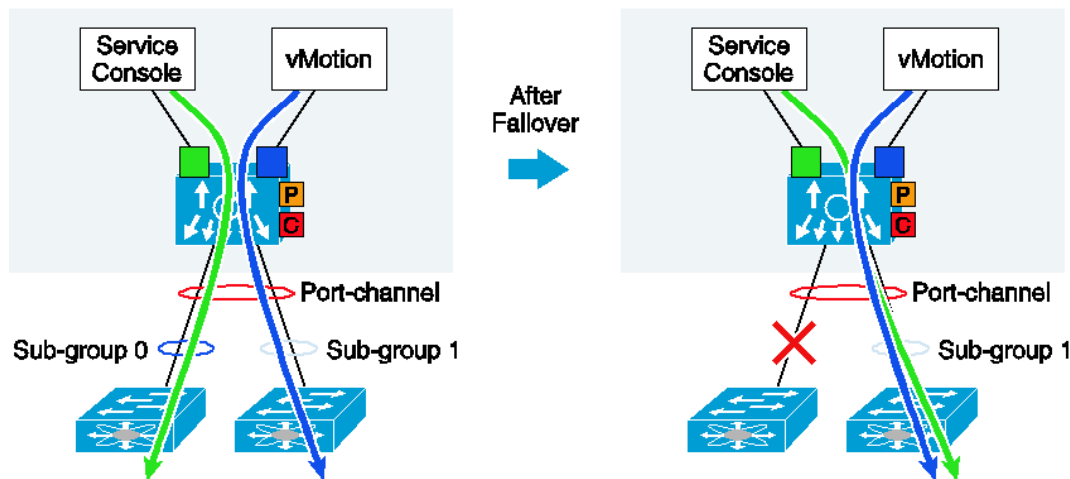 Service
Console
vMotion
P
C
Port-channel
Sub-group 0
Sub-group 1
After
Fallover
Service
Console
vMotion
P
C
Port-channel
Sub-group 1